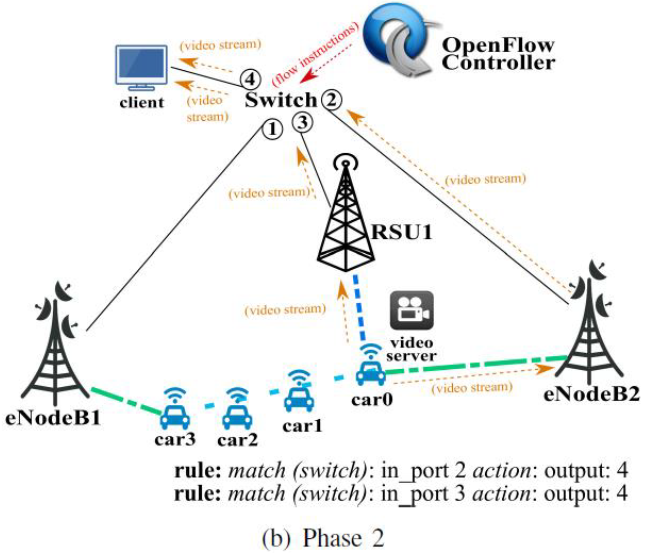 OpenFlow
Controller
(flow instructions)
(video stream)
(video
stream)
client
④
Switch ②
① ③
(video stream)
(video stream)
RSU1
(video stream)
video
server
(video stream)
eNodeB1
car3
car2
car1
car0
eNodeB2
rule: match (switch): in_port 2 action: output: 4
rule: match (switch): in_port 3 action: output: 4
(b) Phase 2